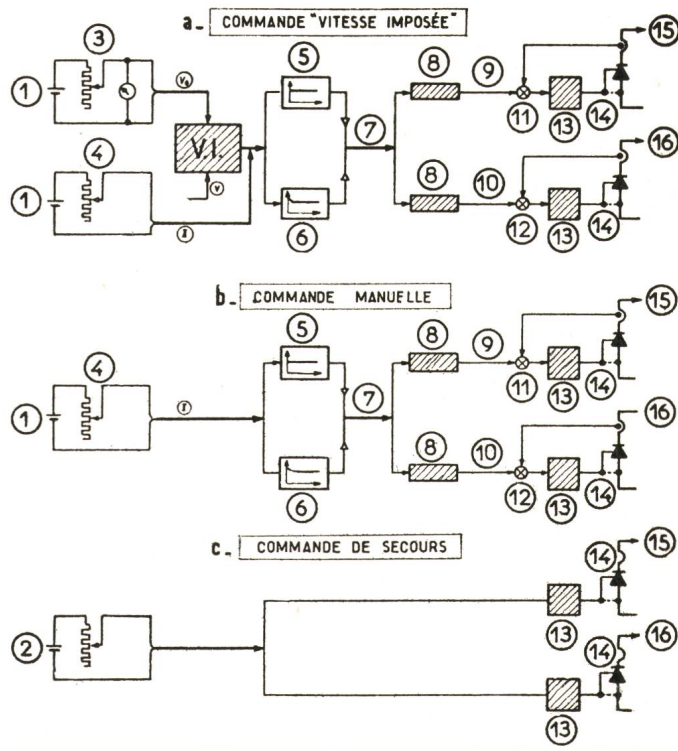 a_ COMMANDE "VITESSE IMPOSÉE"
3 5 8 9 15
1 V₀ 11 13 14
7
4 V.I. 16
8 10
1 V 12 13 14
I 6
b_ COMMANDE MANUELLE
5 8 9 15
4 11 13 14
1 I 7 16
8 10
12 13 14
6
c_ COMMANDE DE SECOURS
14 15
13
2 14 16
13